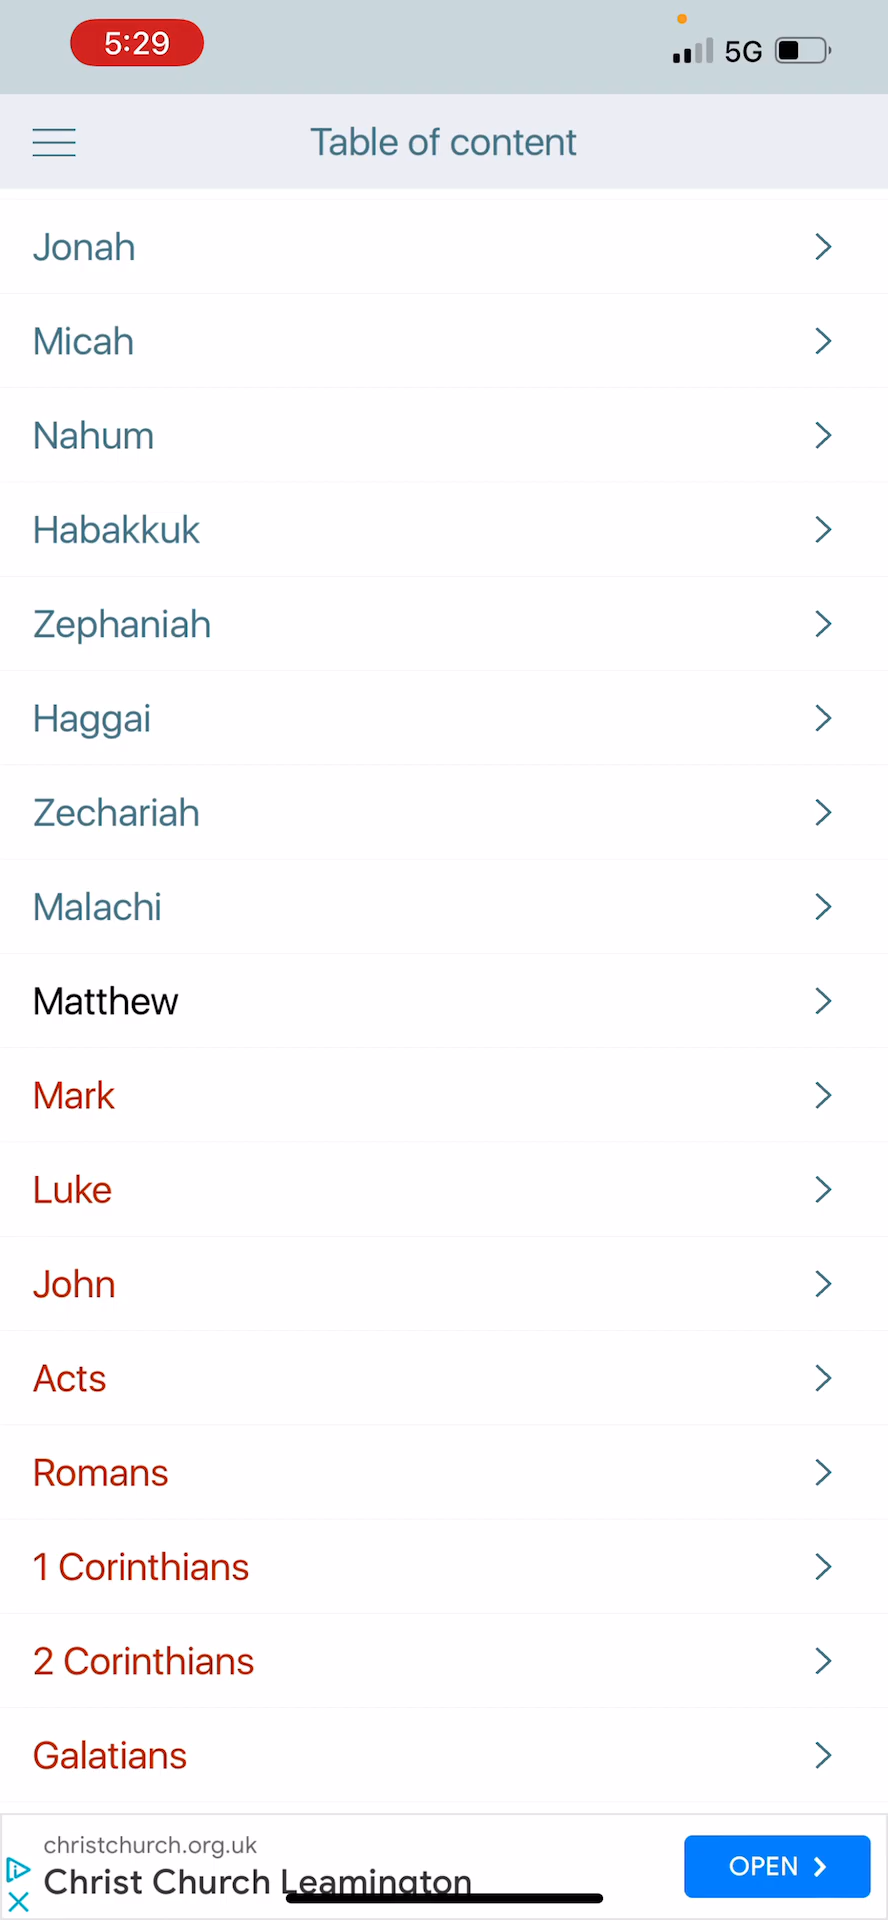 5:29
5G
Table of content
Jonah
Micah
Nahum
Habakkuk
Zephaniah
Haggai
Zechariah
Malachi
Matthew
Mark
Luke
John
Acts
Romans
1 Corinthians
2 Corinthians
Galatians
christchurch.org.uk
Christ Church Leamington
OPEN